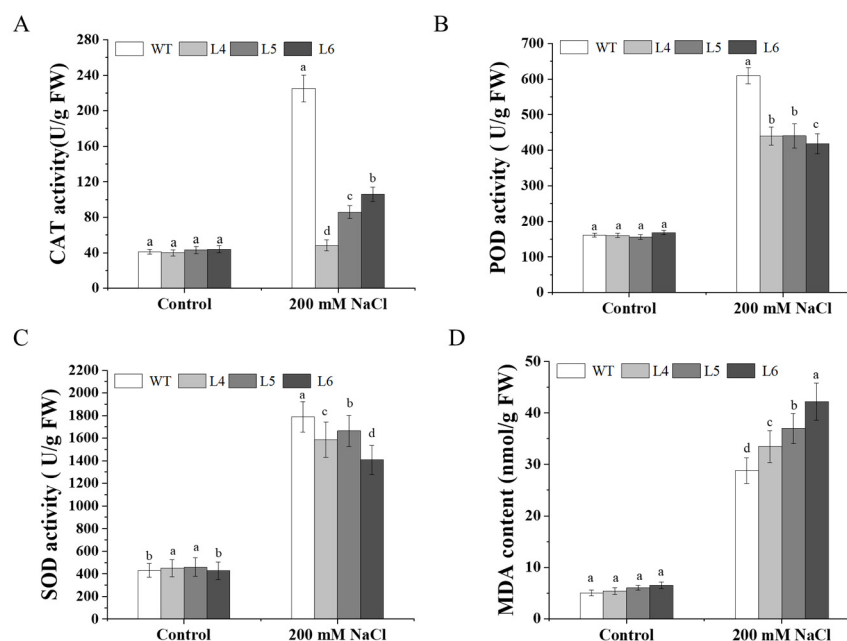 A
WT L4 L5 L6
CAT activity(U/g FW)
280
240
200
160
120
80
40
0
a a a a
a d c b
Control 200 mM NaCl
B
WT L4 L5 L6
POD activity ( U/g FW)
700
600
500
400
300
200
100
0
a a a a
a b b c
Control 200 mM NaCl
C
WT L4 L5 L6
SOD activity ( U/g FW)
2200
2000
1800
1600
1400
1200
1000
800
600
400
200
0
b a a b
a c b d
Control 200 mM NaCl
D
WT L4 L5 L6
MDA content (nmol/g FW)
50
40
30
20
10
0
a a a a
d c b a
Control 200 mM NaCl